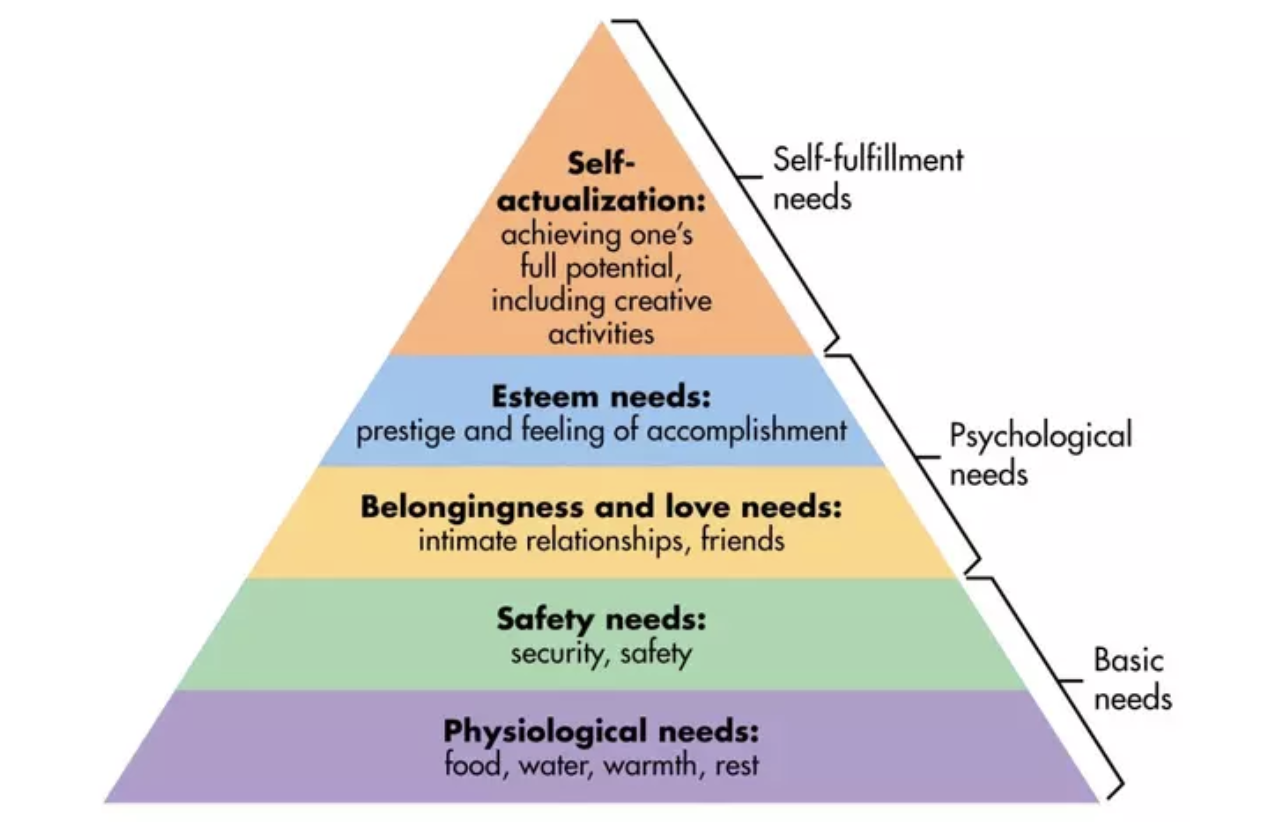 Self-
actualization:
achieving one's
full potential,
including creative
activities
Self-fulfillment
needs
Esteem needs:
prestige and feeling of accomplishment
Belongingness and love needs:
intimate relationships, friends
Psychological
needs
Safety needs:
security, safety
Physiological needs:
food, water, warmth, rest
Basic
needs